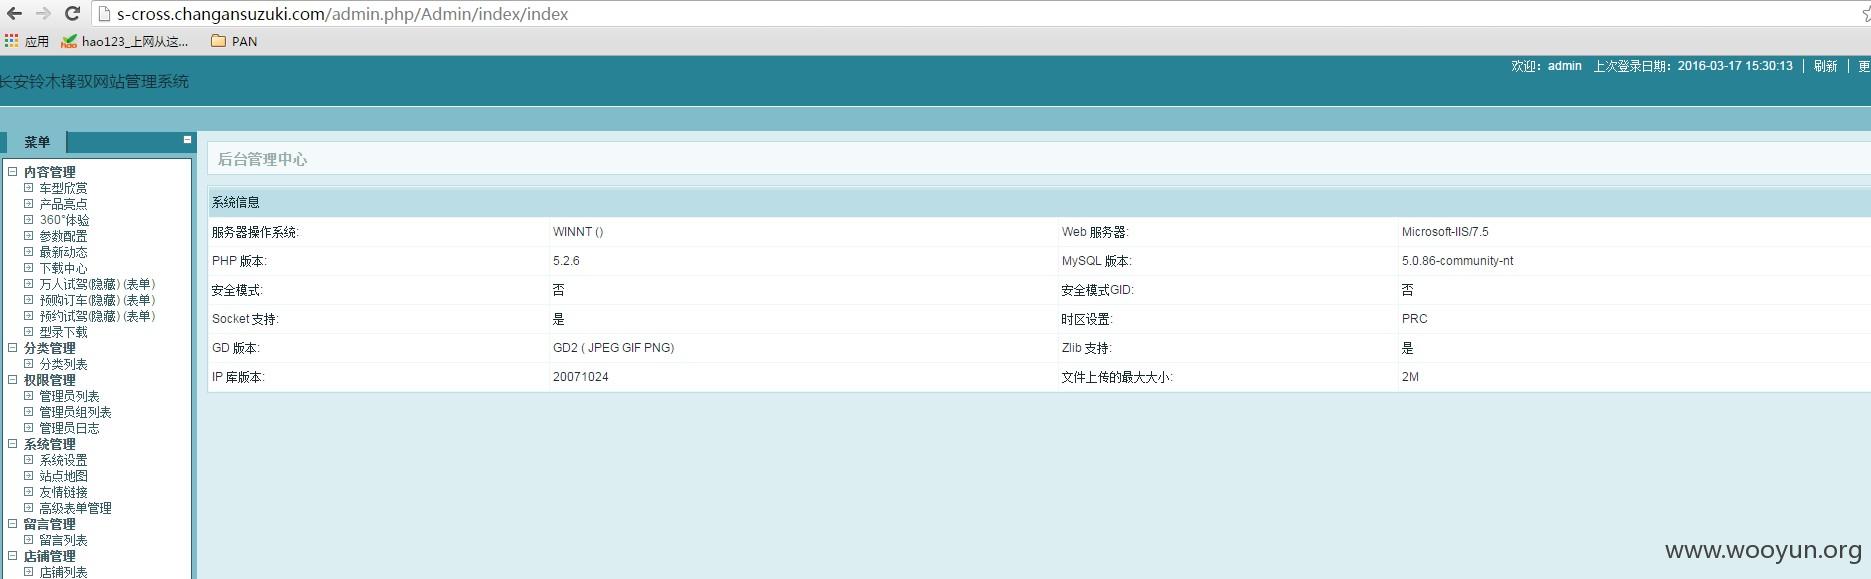 s-cross.changansuzuki.com/admin.php/Admin/index/index
应用 hao123_上网从这... PAN
长安铃木锋驭网站管理系统
欢迎: admin 上次登录日期: 2016-03-17 15:30:13 | 刷新 | 更
菜单
内容管理
车型欣赏
产品亮点
360°体验
参数配置
最新动态
下载中心
万人试驾(隐藏) (表单)
预购订车(隐藏) (表单)
预约试驾(隐藏) (表单)
型录下载
分类管理
分类列表
权限管理
管理员列表
管理员组列表
管理员日志
系统管理
系统设置
站点地图
友情链接
高级表单管理
留言管理
留言列表
店铺管理
店铺列表
后台管理中心
系统信息
服务器操作系统: WINNT () Web 服务器: Microsoft-IIS/7.5
PHP 版本: 5.2.6 MySQL 版本: 5.0.86-community-nt
安全模式: 否 安全模式GID: 否
Socket 支持: 是 时区设置: PRC
GD 版本: GD2 ( JPEG GIF PNG) Zlib 支持: 是
IP 库版本: 20071024 文件上传的最大大小: 2M
www.wooyun.org